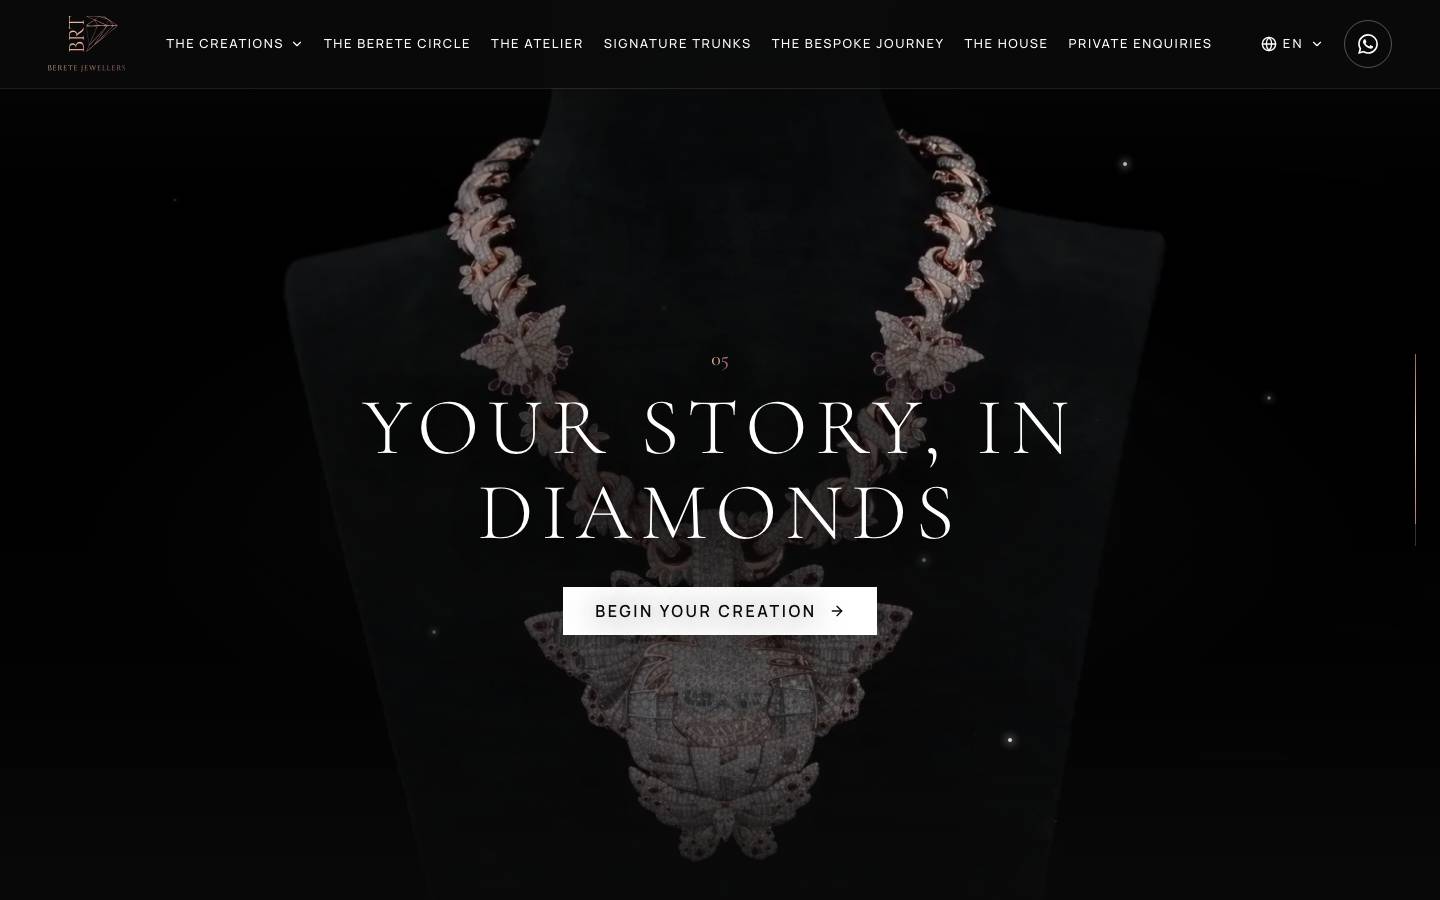 BRT
BERETE JEWELLERS
THE CREATIONS
THE BERETE CIRCLE
THE ATELIER
SIGNATURE TRUNKS
THE BESPOKE JOURNEY
THE HOUSE
PRIVATE ENQUIRIES
EN
05
YOUR STORY, IN
DIAMONDS
BEGIN YOUR CREATION